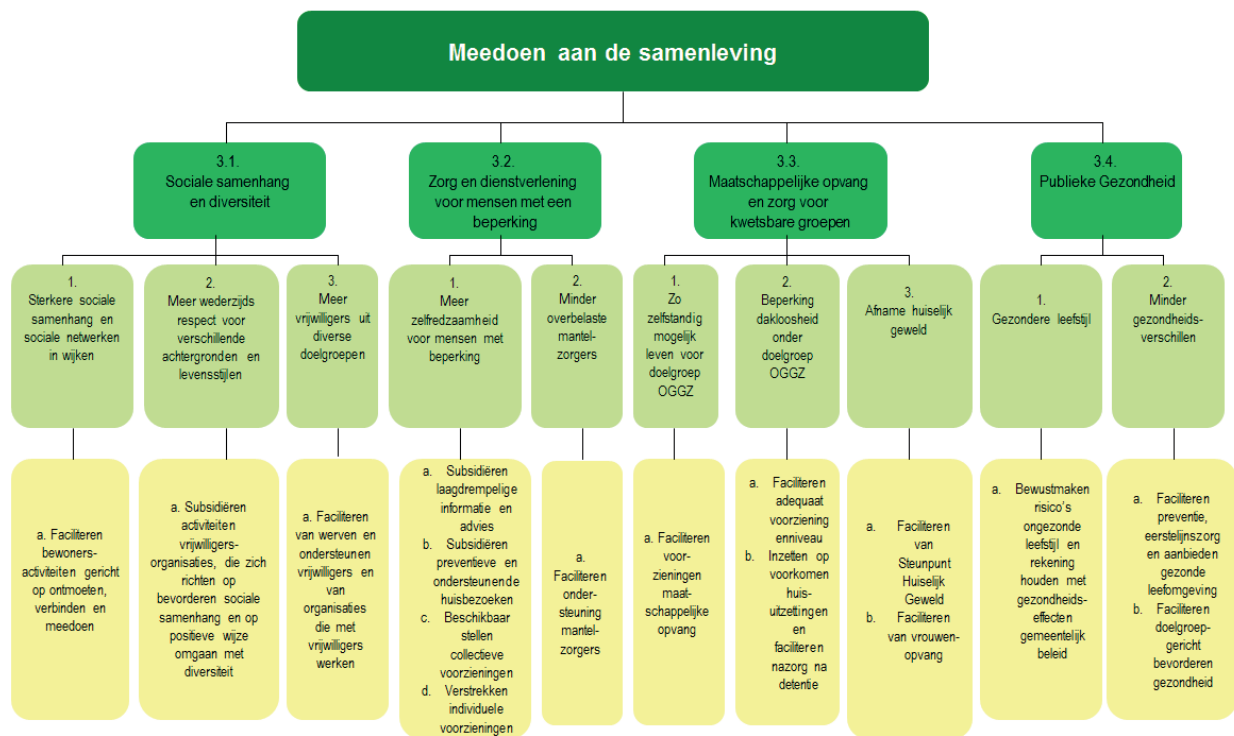 Meedoen aan de samenleving
3.1.
Sociale samenhang
en diversiteit
3.2.
Zorg en dienstverlening
voor mensen met een
beperking
3.3.
Maatschappelijke opvang
en zorg voor
kwetsbare groepen
3.4.
Publieke Gezondheid
1.
Sterkere sociale
samenhang en
sociale netwerken
in wijken
2.
Meer wederzijds
respect voor
verschillende
achtergronden en
levensstijlen
3.
Meer
vrijwilligers uit
diverse
doelgroepen
1.
Meer
zelfredzaamheid
voor mensen met
beperking
2.
Minder
overbelaste
mantel-
zorgers
1.
Zo
zelfstandig
mogelijk
leven voor
doelgroep
OGGZ
2.
Beperking
dakloosheid
onder
doelgroep
OGGZ
3.
Afname huiselijk
geweld
1.
Gezondere leefstijl
2.
Minder
gezondheids-
verschillen
a. Faciliteren
bewoners-
activiteiten gericht
op ontmoeten,
verbinden en
meedoen
a. Subsidiëren
activiteiten
vrijwilligers-
organisaties, die zich
richten op
bevorderen sociale
samenhang en op
positieve wijze
omgaan met
diversiteit
a. Faciliteren
van werven en
ondersteunen
vrijwilligers en
van
organisaties
die met
vrijwilligers
werken
a. Subsidiëren
laagdrempelige
informatie en
advies
b. Subsidiëren
preventieve en
ondersteunende
huisbezoeken
c. Beschikbaar
stellen
collectieve
voorzieningen
d. Verstrekken
individuele
voorzieningen
a.
Faciliteren
onder-
steuning
mantel-
zorgers
a. Faciliteren
voor-
zieningen
maat-
schappelijke
opvang
a. Faciliteren
adequaat
voorziening
enniveau
b. Inzetten op
voorkomen
huis-
uitzettingen
en
faciliteren
nazorg na
detentie
a. Faciliteren
van
Steunpunt
Huiselijk
Geweld
b. Faciliteren
van vrouwen-
opvang
a. Bewustmaken
risico's
ongezonde
leefstijl en
rekening
houden met
gezondheids-
effecten
gemeentelijk
beleid
a. Faciliteren
preventie,
eerstelijnszorg
en aanbieden
gezonde
leefomgeving
b. Faciliteren
doelgroep-
gericht
bevorderen
gezondheid